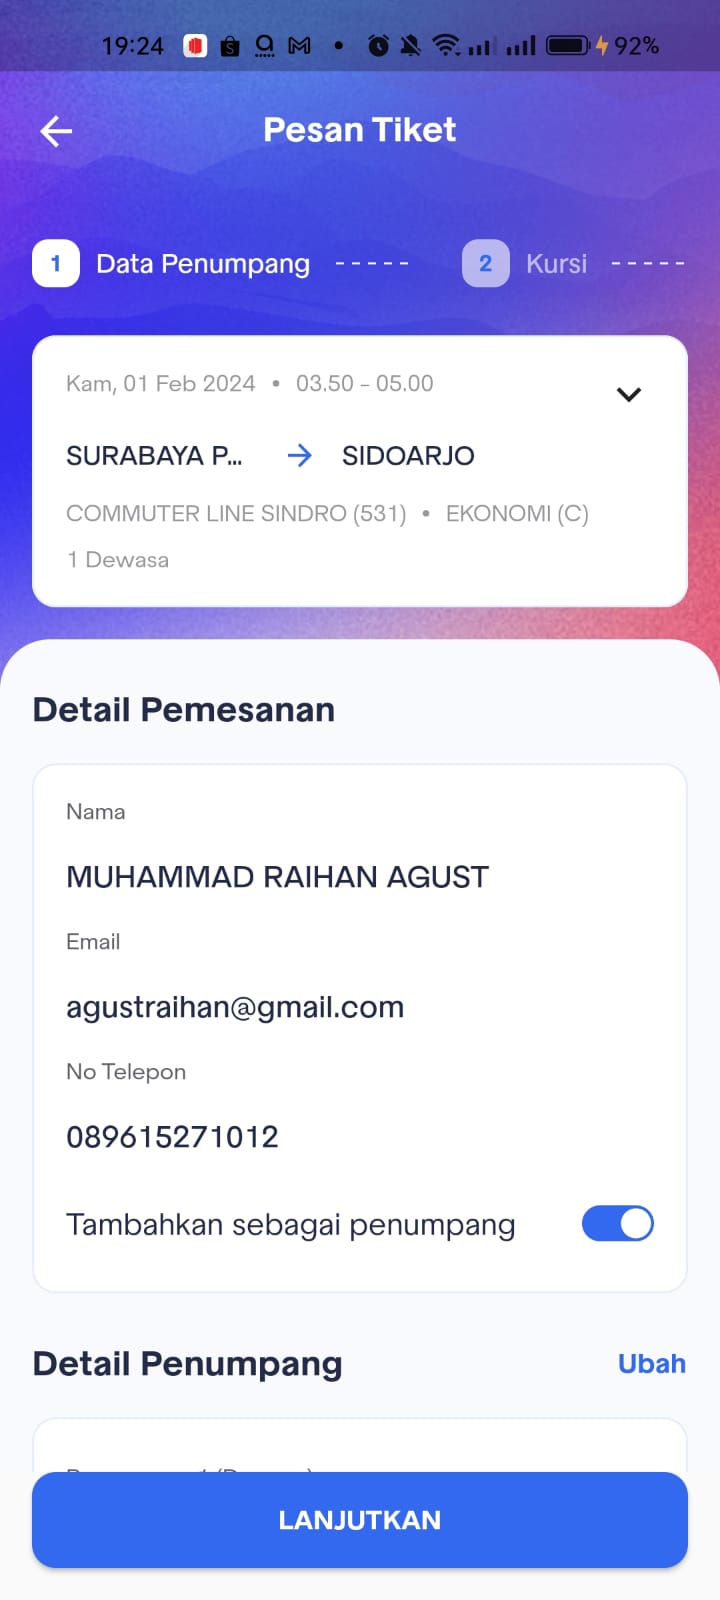 19:24 92%
Pesan Tiket
1 Data Penumpang ----- 2 Kursi -----
Kam, 01 Feb 2024 • 03.50 - 05.00
SURABAYA P... → SIDOARJO
COMMUTER LINE SINDRO (531) • EKONOMI (C)
1 Dewasa
Detail Pemesanan
Nama
MUHAMMAD RAIHAN AGUST
Email
agustraihan@gmail.com
No Telepon
089615271012
Tambahkan sebagai penumpang
Detail Penumpang Ubah
LANJUTKAN